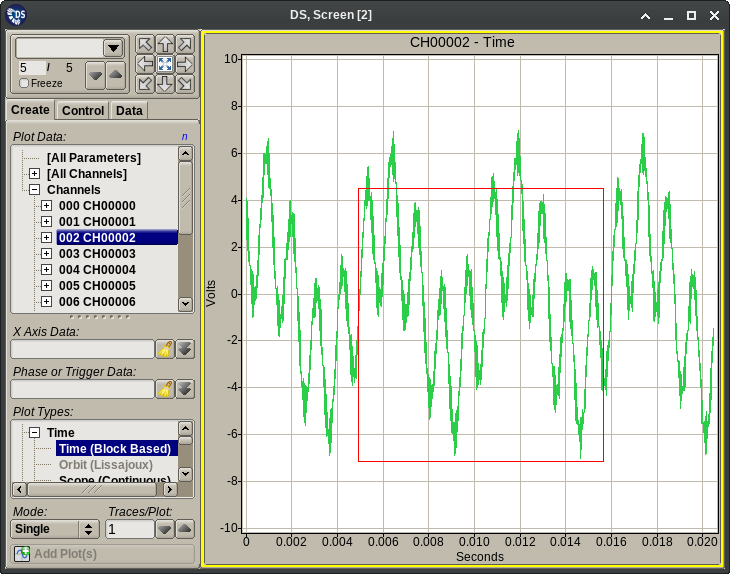 DS
DS, Screen [2]
5 / 5
Freeze
Create Control Data
Plot Data: n
[All Parameters]
[All Channels]
Channels
000 CH00000
001 CH00001
002 CH00002
003 CH00003
004 CH00004
005 CH00005
006 CH00006
X Axis Data:
Phase or Trigger Data:
Plot Types:
Time
Time (Block Based)
Orbit (Lissajoux)
Scope (Continuous)
Mode: Traces/Plot:
Single 1
Add Plot(s)
CH00002 - Time
10
8
6
4
2
0
-2
-4
-6
-8
-10
Volts
0 0.002 0.004 0.006 0.008 0.010 0.012 0.014 0.016 0.018 0.020
Seconds